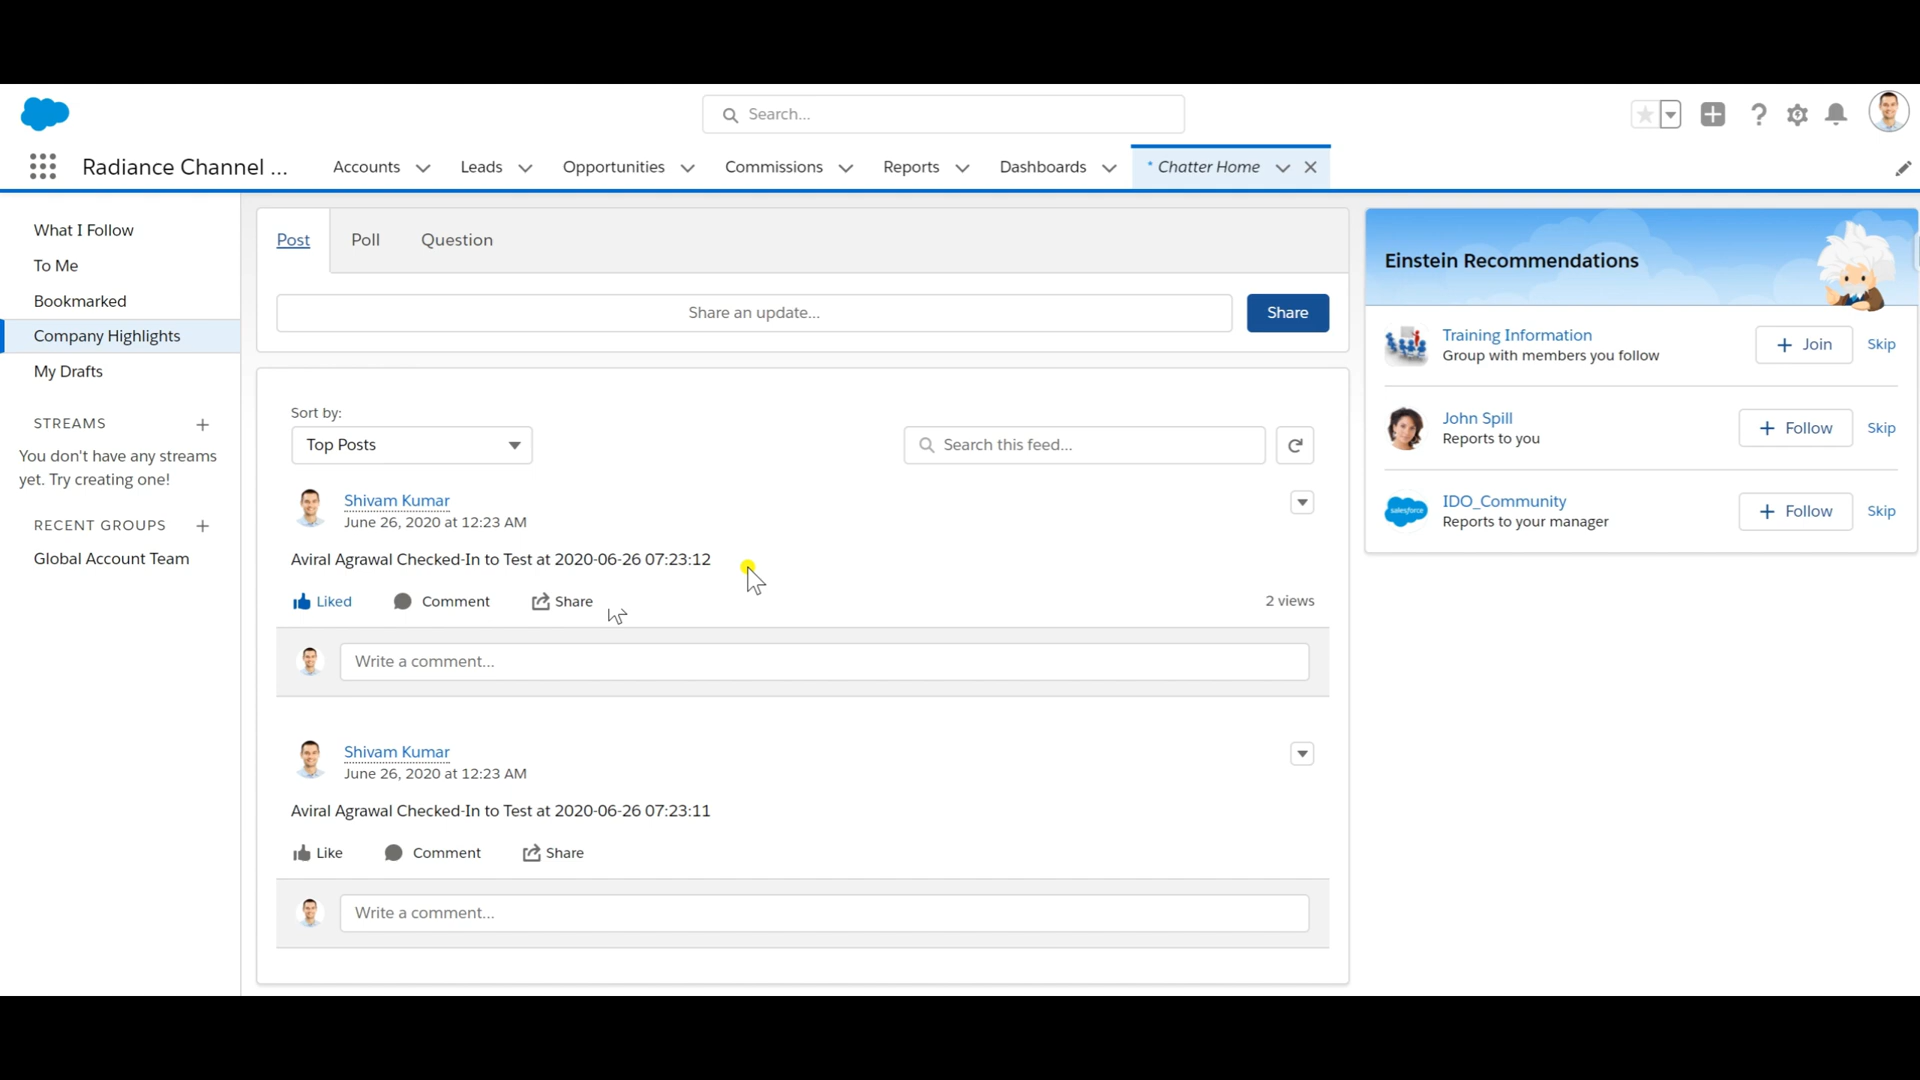 Search...
Radiance Channel ...
Accounts
Leads
Opportunities
Commissions
Reports
Dashboards
* Chatter Home
What I Follow
To Me
Bookmarked
Company Highlights
My Drafts
STREAMS
You don't have any streams
yet. Try creating one!
RECENT GROUPS
Global Account Team
Post
Poll
Question
Share an update...
Share
Sort by:
Top Posts
Search this feed...
Shivam Kumar
June 26, 2020 at 12:23 AM
Aviral Agrawal Checked-In to Test at 2020-06-26 07:23:12
Liked
Comment
Share
2 views
Write a comment...
Shivam Kumar
June 26, 2020 at 12:23 AM
Aviral Agrawal Checked-In to Test at 2020-06-26 07:23:11
Like
Comment
Share
Write a comment...
Einstein Recommendations
Training Information
Group with members you follow
+ Join
Skip
John Spill
Reports to you
+ Follow
Skip
salesforce
IDO_Community
Reports to your manager
+ Follow
Skip